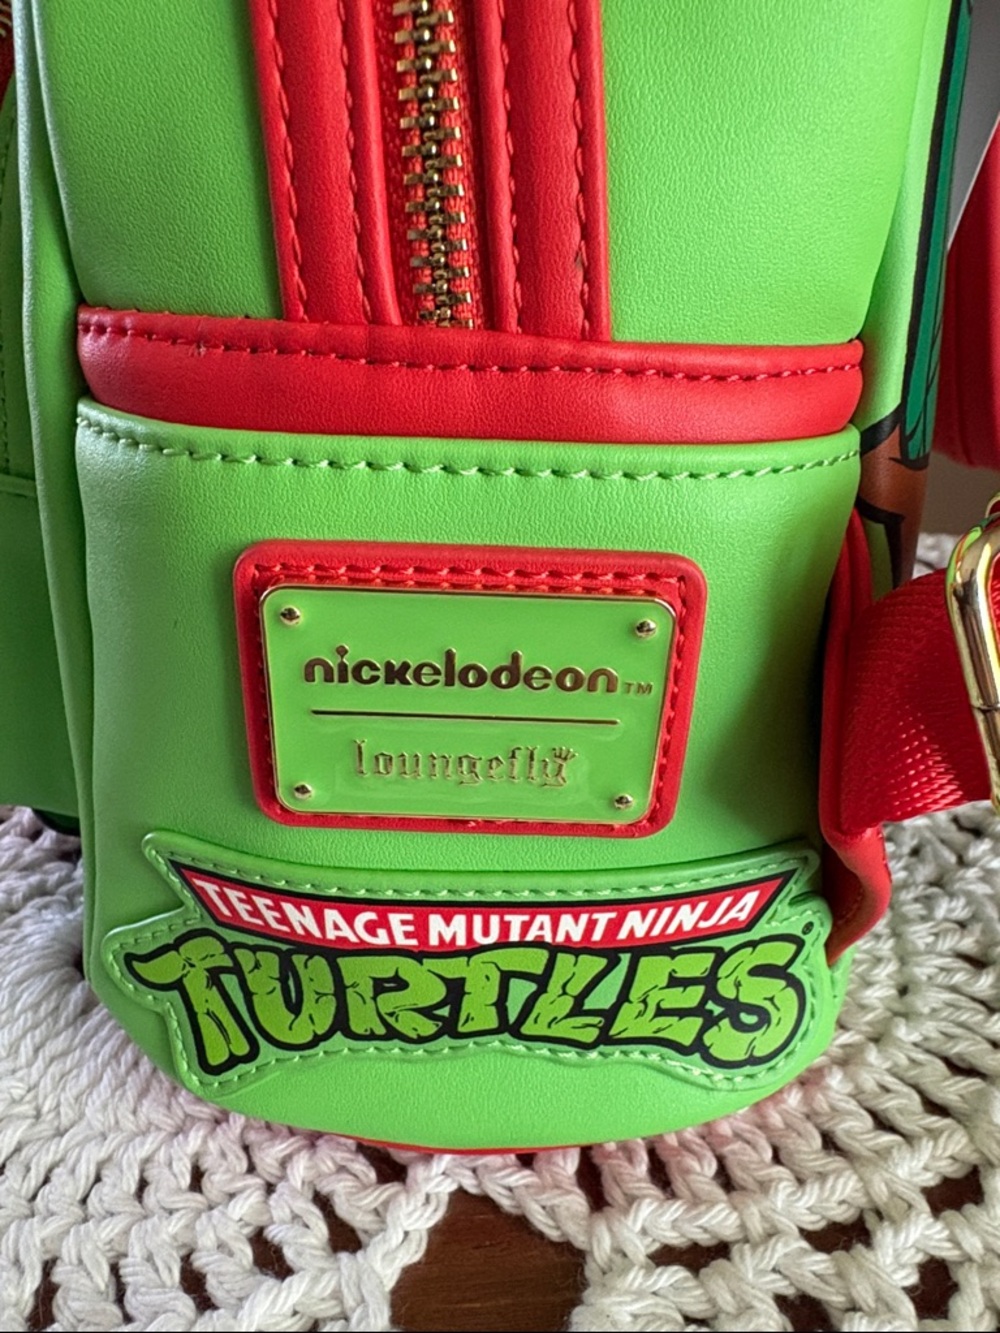 nickelodeon™
loungefly
TEENAGE MUTANT NINJA
TURTLES®